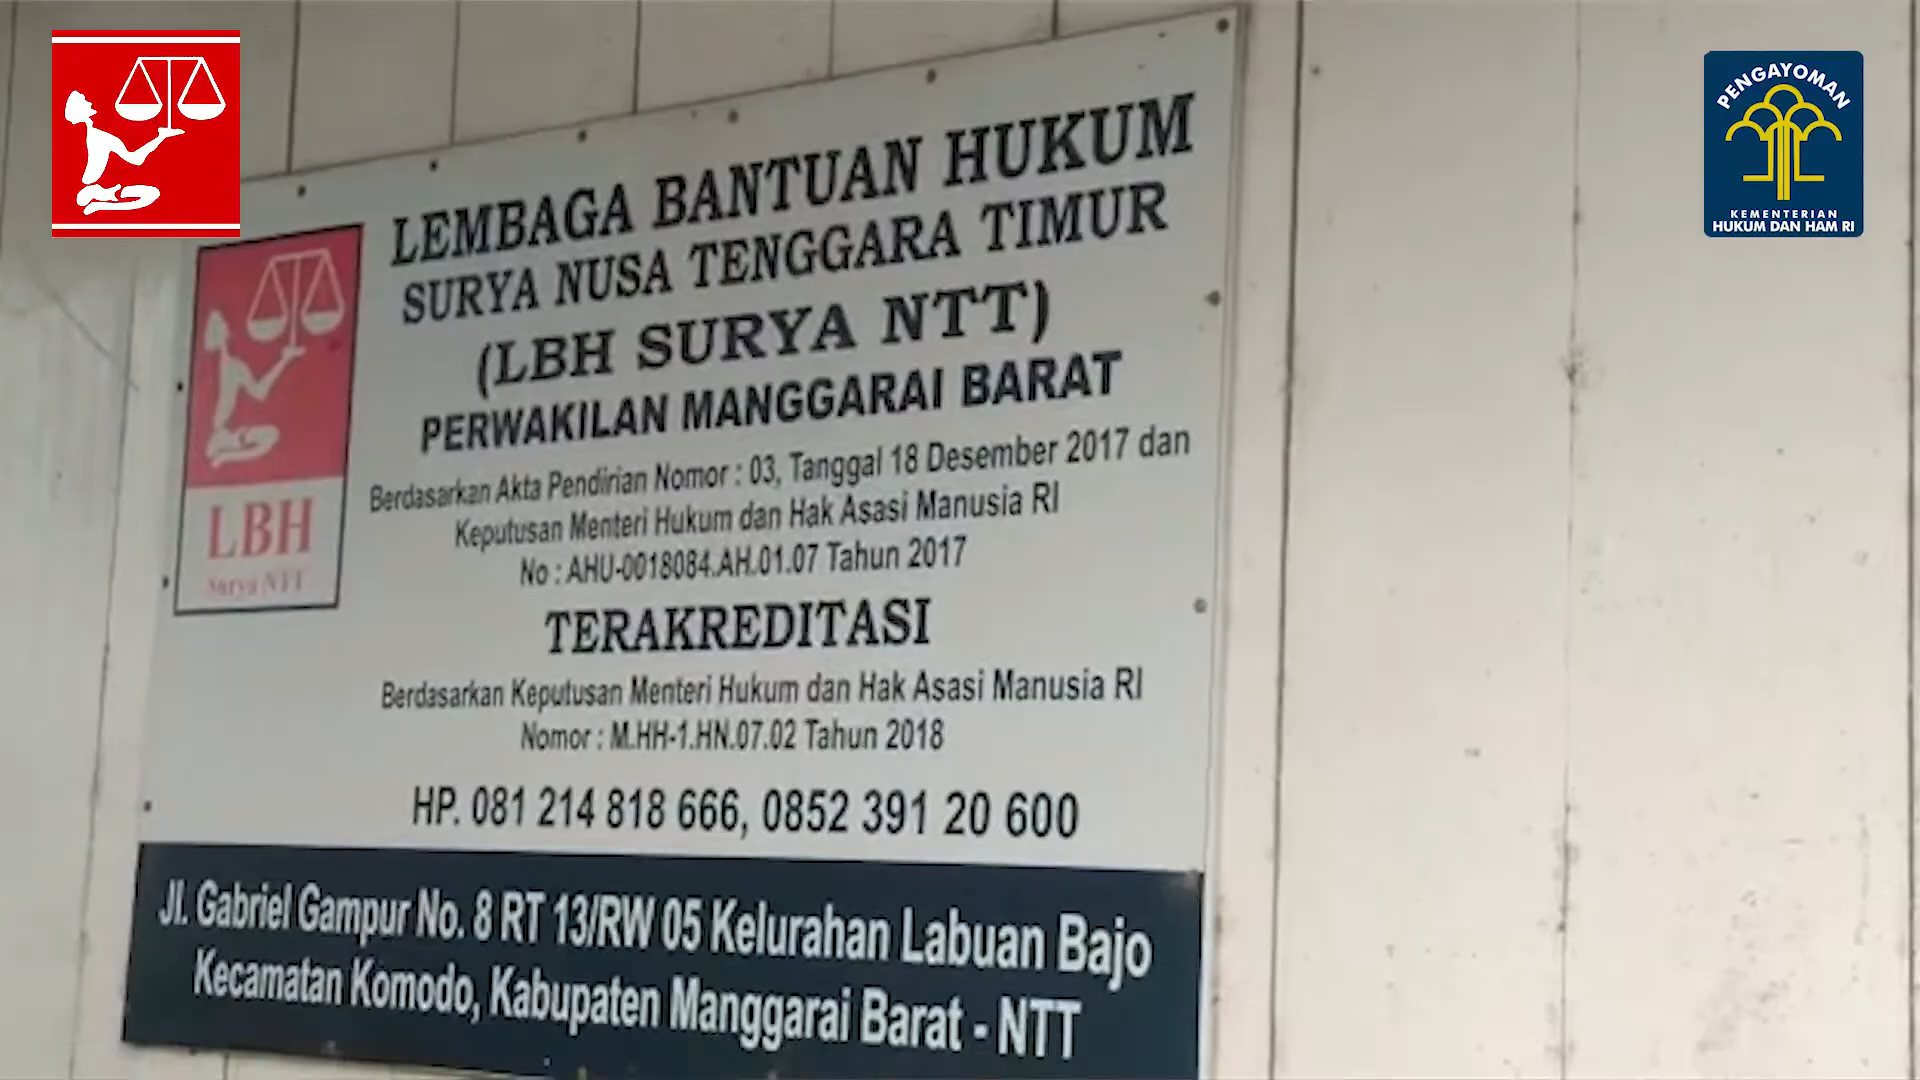 PENGAYOMAN
KEMENTERIAN
HUKUM DAN HAM RI
LEMBAGA BANTUAN HUKUM
SURYA NUSA TENGGARA TIMUR
(LBH SURYA NTT)
PERWAKILAN MANGGARAI BARAT
Berdasarkan Akta Pendirian Nomor : 03, Tanggal 18 Desember 2017 dan
Keputusan Menteri Hukum dan Hak Asasi Manusia RI
No : AHU-0018084.AH.01.07 Tahun 2017
LBH
Surya NTT
TERAKREDITASI
Berdasarkan Keputusan Menteri Hukum dan Hak Asasi Manusia RI
Nomor : M.HH-1.HN.07.02 Tahun 2018
HP. 081 214 818 666, 0852 391 20 600
Jl. Gabriel Gampur No. 8 RT 13/RW 05 Kelurahan Labuan Bajo
Kecamatan Komodo, Kabupaten Manggarai Barat - NTT